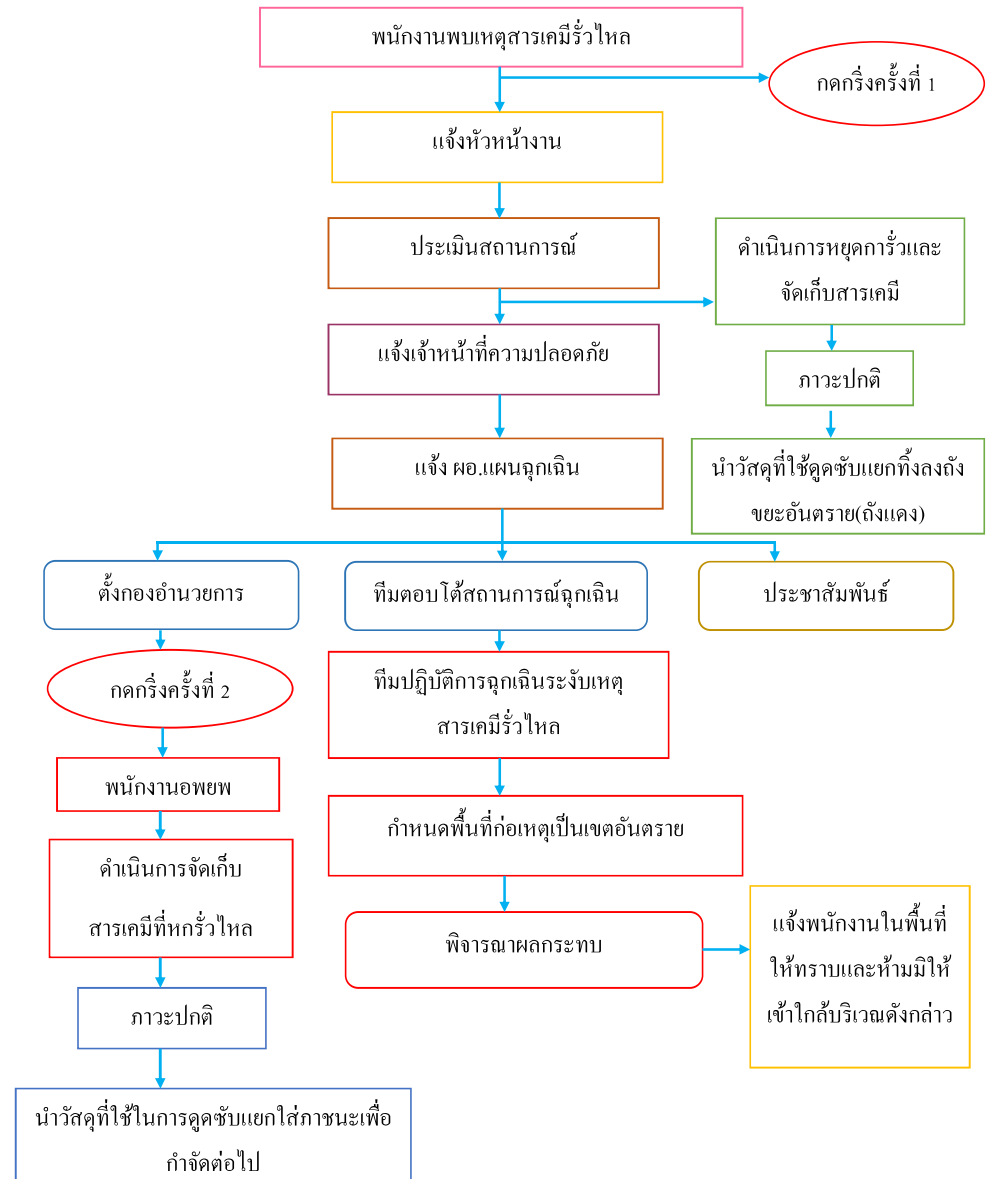 พนักงานพบเหตุสารเคมีรั่วไหล
กดกริ่งครั้งที่ 1
แจ้งหัวหน้างาน
ประเมินสถานการณ์
ดำเนินการหยุดการั่วและ
จัดเก็บสารเคมี
แจ้งเจ้าหน้าที่ความปลอดภัย
ภาวะปกติ
แจ้ง ผอ.แผนฉุกเฉิน
นำวัสดุที่ใช้ดูดซับแยกทิ้งลงถัง
ขยะอันตราย(ถังแดง)
ตั้งกองอำนวยการ
ทีมตอบโต้สถานการณ์ฉุกเฉิน
ประชาสัมพันธ์
กดกริ่งครั้งที่ 2
ทีมปฏิบัติการฉุกเฉินระงับเหตุ
สารเคมีรั่วไหล
พนักงานอพยพ
กำหนดพื้นที่ก่อเหตุเป็นเขตอันตราย
ดำเนินการจัดเก็บ
สารเคมีที่หกรั่วไหล
พิจารณาผลกระทบ
แจ้งพนักงานในพื้นที่
ให้ทราบและห้ามมิให้
เข้าใกล้บริเวณดังกล่าว
ภาวะปกติ
นำวัสดุที่ใช้ในการดูดซับแยกใส่ภาชนะเพื่อ
กำจัดต่อไป